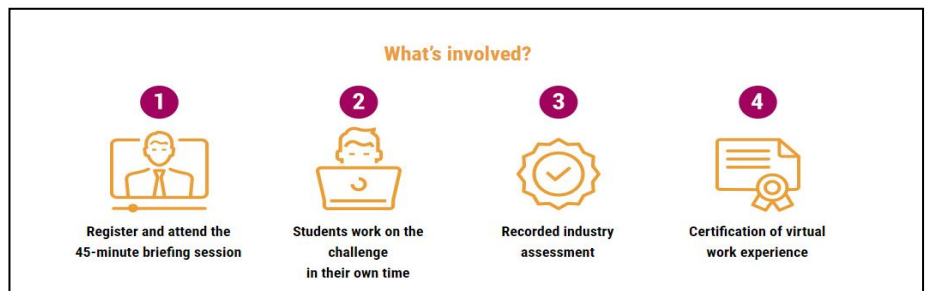 What's involved?
1
Register and attend the
45-minute briefing session
2
Students work on the
challenge
in their own time
3
Recorded industry
assessment
4
Certification of virtual
work experience